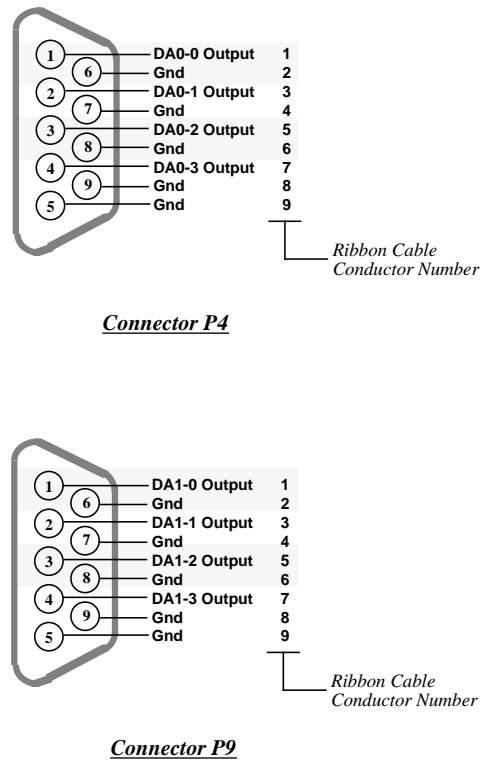 1 DA0-0 Output 1
6 Gnd 2
2 DA0-1 Output 3
7 Gnd 4
3 DA0-2 Output 5
8 Gnd 6
4 DA0-3 Output 7
9 Gnd 8
5 Gnd 9
Ribbon Cable
Conductor Number
Connector P4
1 DA1-0 Output 1
6 Gnd 2
2 DA1-1 Output 3
7 Gnd 4
3 DA1-2 Output 5
8 Gnd 6
4 DA1-3 Output 7
9 Gnd 8
5 Gnd 9
Ribbon Cable
Conductor Number
Connector P9